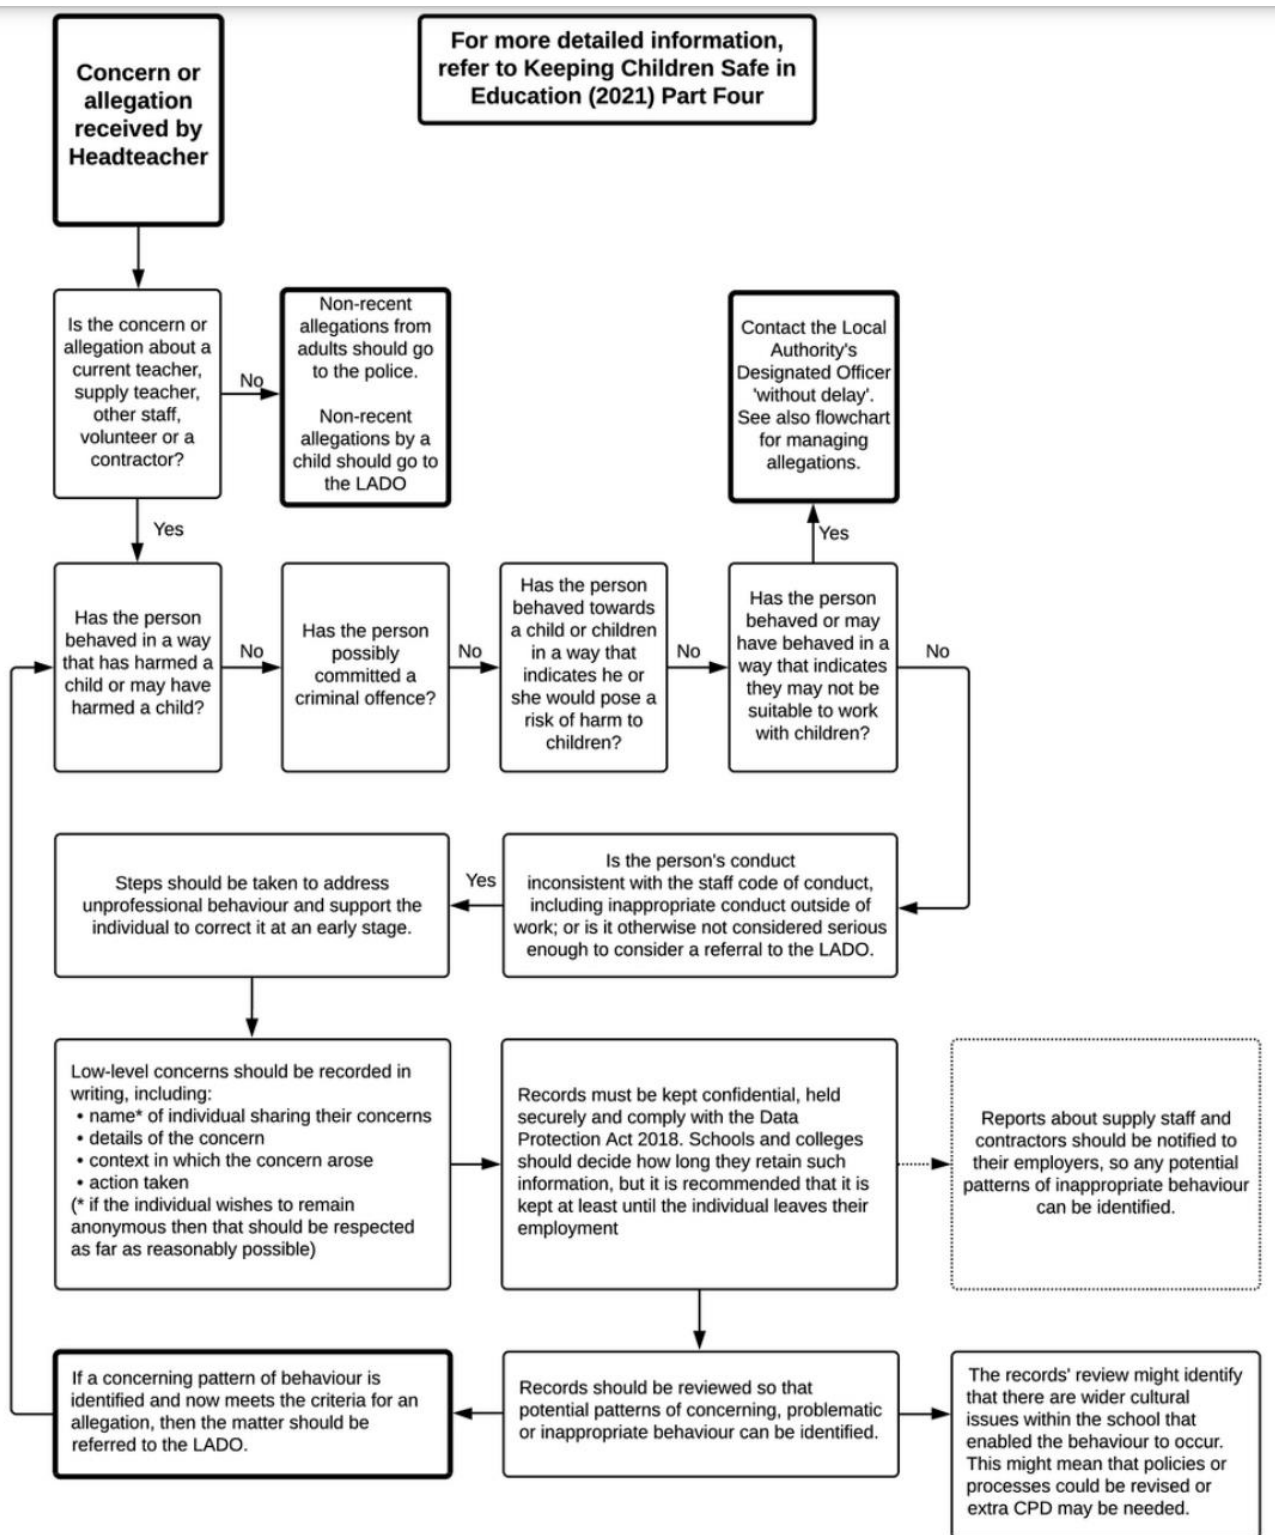 Concern or
allegation
received by
Headteacher
For more detailed information,
refer to Keeping Children Safe in
Education (2021) Part Four
Is the concern or
allegation about a
current teacher,
supply teacher,
other staff,
volunteer or a
contractor?
No
Non-recent
allegations from
adults should go
to the police.
Non-recent
allegations by a
child should go to
the LADO
Contact the Local
Authority's
Designated Officer
'without delay'.
See also flowchart
for managing
allegations.
Yes
Yes
Has the person
behaved in a way
that has harmed a
child or may have
harmed a child?
No
Has the person
possibly
committed a
criminal offence?
No
Has the person
behaved towards
a child or children
in a way that
indicates he or
she would pose a
risk of harm to
children?
No
Has the person
behaved or may
have behaved in a
way that indicates
they may not be
suitable to work
with children?
No
Is the person's conduct
inconsistent with the staff code of conduct,
including inappropriate conduct outside of
work; or is it otherwise not considered serious
enough to consider a referral to the LADO.
Yes
Steps should be taken to address
unprofessional behaviour and support the
individual to correct it at an early stage.
Low-level concerns should be recorded in
writing, including:
• name* of individual sharing their concerns
• details of the concern
• context in which the concern arose
• action taken
(* if the individual wishes to remain
anonymous then that should be respected
as far as reasonably possible)
Records must be kept confidential, held
securely and comply with the Data
Protection Act 2018. Schools and colleges
should decide how long they retain such
information, but it is recommended that it is
kept at least until the individual leaves their
employment
Reports about supply staff and
contractors should be notified to
their employers, so any potential
patterns of inappropriate behaviour
can be identified.
If a concerning pattern of behaviour is
identified and now meets the criteria for an
allegation, then the matter should be
referred to the LADO.
Records should be reviewed so that
potential patterns of concerning, problematic
or inappropriate behaviour can be identified.
The records' review might identify
that there are wider cultural
issues within the school that
enabled the behaviour to occur.
This might mean that policies or
processes could be revised or
extra CPD may be needed.